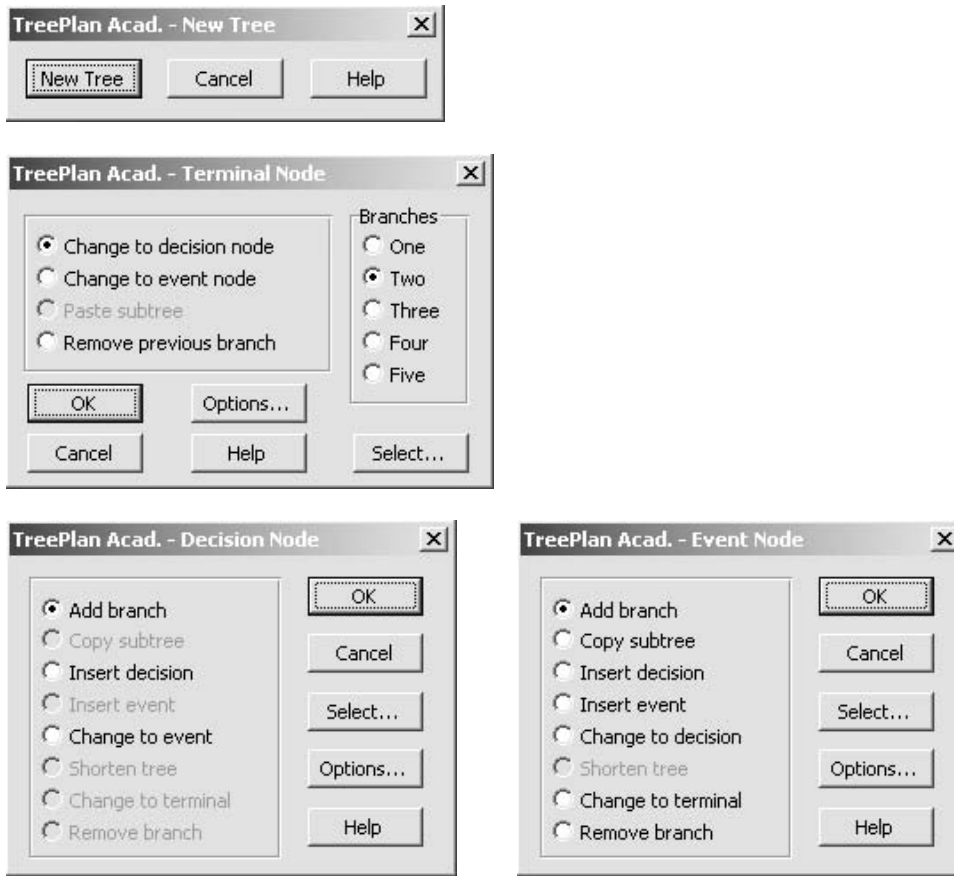 TreePlan Acad. - New Tree
New Tree Cancel Help
TreePlan Acad. - Terminal Node
Change to decision node
Change to event node
Paste subtree
Remove previous branch
Branches
One
Two
Three
Four
Five
OK Options...
Cancel Help Select...
TreePlan Acad. - Decision Node
Add branch
Copy subtree
Insert decision
Insert event
Change to event
Shorten tree
Change to terminal
Remove branch
OK
Cancel
Select...
Options...
Help
TreePlan Acad. - Event Node
Add branch
Copy subtree
Insert decision
Insert event
Change to decision
Shorten tree
Change to terminal
Remove branch
OK
Cancel
Select...
Options...
Help